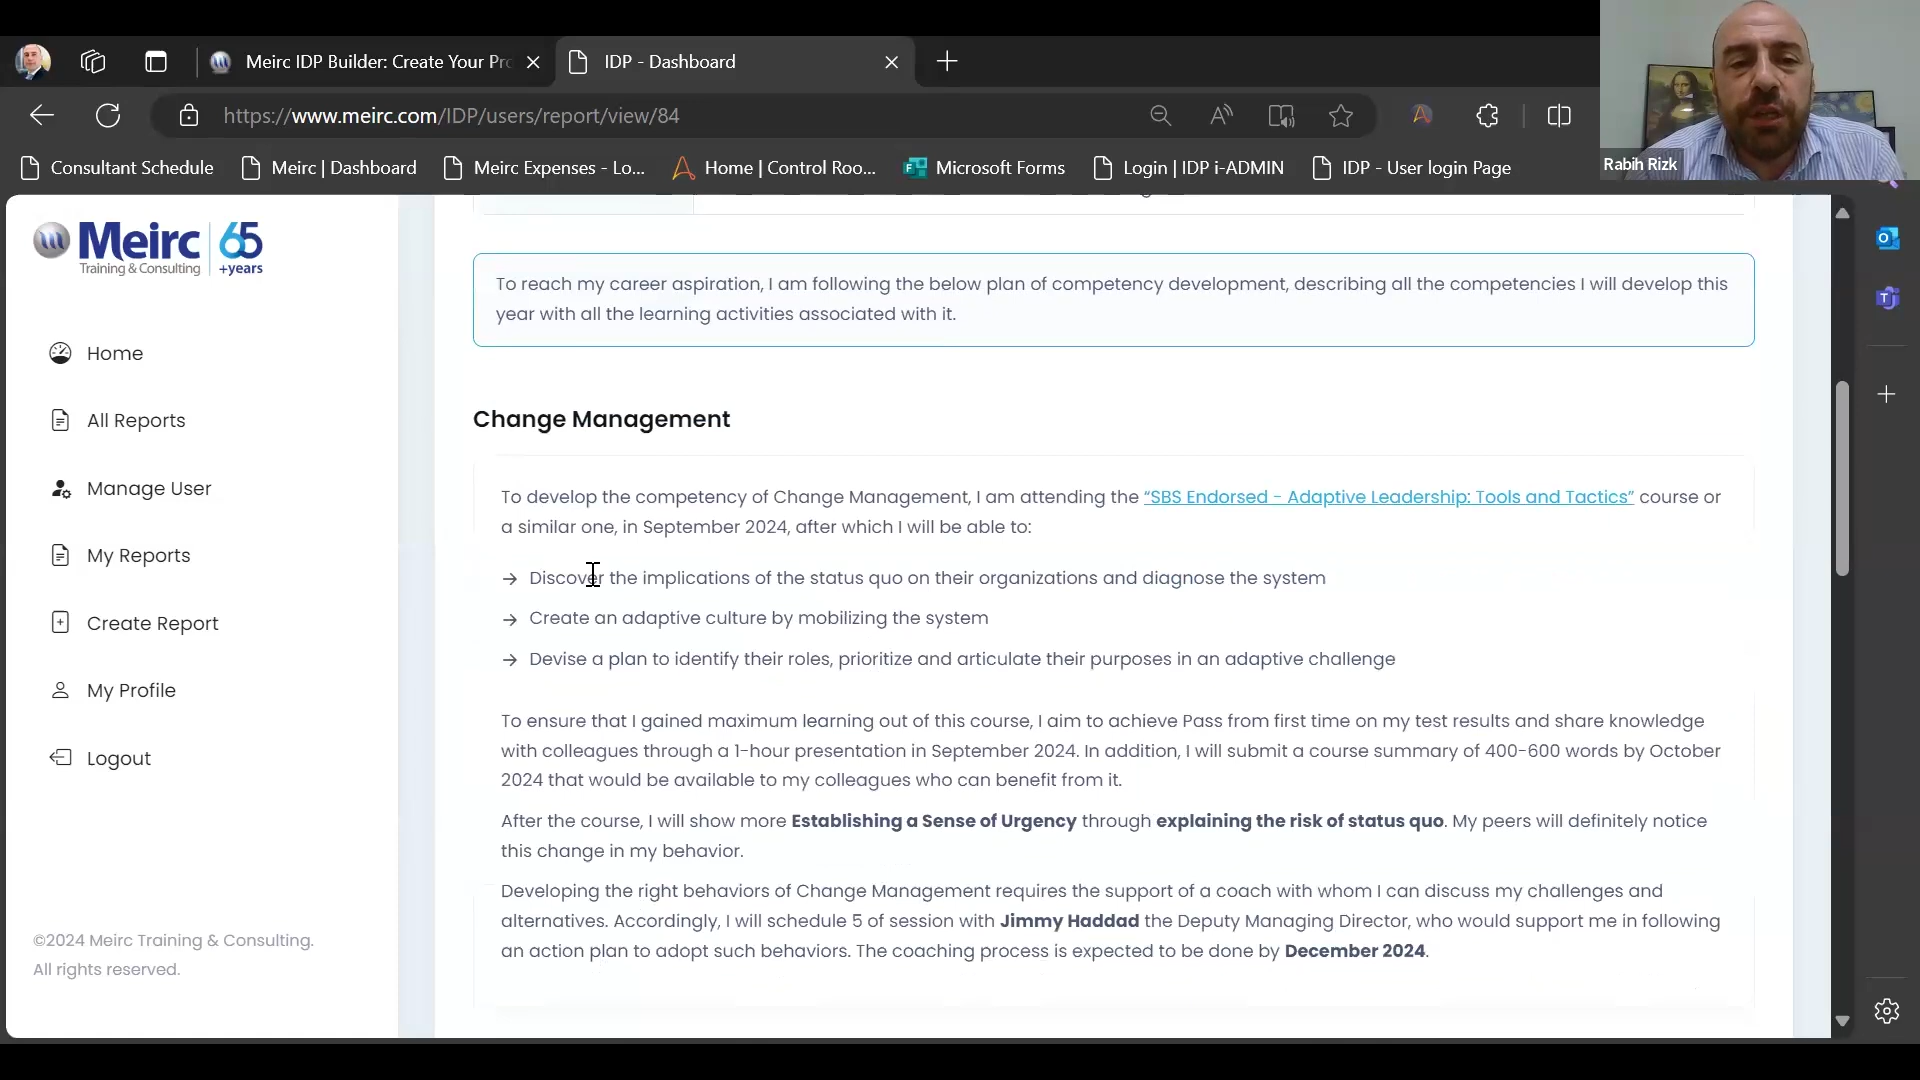 Meirc IDP Builder: Create Your Pro
IDP - Dashboard
https://www.meirc.com/IDP/users/report/view/84
Consultant Schedule
Meirc | Dashboard
Meirc Expenses - Lo...
Home | Control Roo...
Microsoft Forms
Login | IDP i-ADMIN
IDP - User login Page
Rabih Rizk
Meirc 65
Training & Consulting +years
Home
All Reports
Manage User
My Reports
Create Report
My Profile
Logout
©2024 Meirc Training & Consulting.
All rights reserved.
To reach my career aspiration, I am following the below plan of competency development, describing all the competencies I will develop this
year with all the learning activities associated with it.
Change Management
To develop the competency of Change Management, I am attending the “SBS Endorsed - Adaptive Leadership: Tools and Tactics” course or
a similar one, in September 2024, after which I will be able to:
→ Discover the implications of the status quo on their organizations and diagnose the system
→ Create an adaptive culture by mobilizing the system
→ Devise a plan to identify their roles, prioritize and articulate their purposes in an adaptive challenge
To ensure that I gained maximum learning out of this course, I aim to achieve Pass from first time on my test results and share knowledge
with colleagues through a 1-hour presentation in September 2024. In addition, I will submit a course summary of 400-600 words by October
2024 that would be available to my colleagues who can benefit from it.
After the course, I will show more Establishing a Sense of Urgency through explaining the risk of status quo. My peers will definitely notice
this change in my behavior.
Developing the right behaviors of Change Management requires the support of a coach with whom I can discuss my challenges and
alternatives. Accordingly, I will schedule 5 of session with Jimmy Haddad the Deputy Managing Director, who would support me in following
an action plan to adopt such behaviors. The coaching process is expected to be done by December 2024.